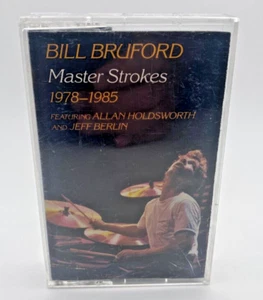 BILL BRUFORD
Master Strokes
1978–1985
FEATURING ALLAN HOLDSWORTH
AND JEFF BERLIN